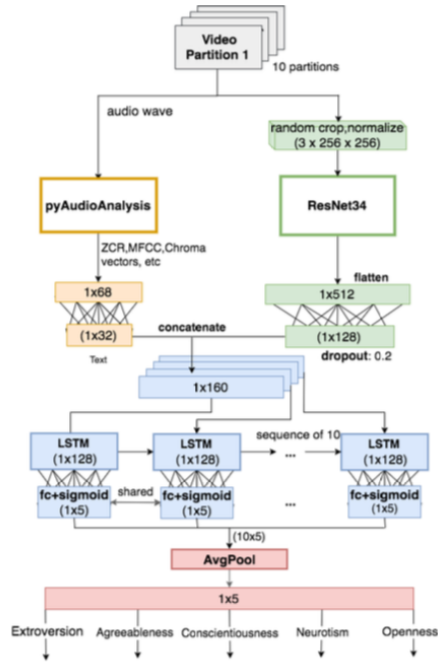 Video
Partition 1
10 partitions
audio wave
random crop,normalize
(3 x 256 x 256)
pyAudioAnalysis
ResNet34
ZCR,MFCC,Chroma
vectors, etc
flatten
1x68
1x512
(1x32)
concatenate
(1x128)
Text
dropout: 0.2
1x160
LSTM
(1x128)
LSTM
(1x128)
sequence of 10
...
LSTM
(1x128)
fc+sigmoid
(1x5)
shared
fc+sigmoid
(1x5)
...
fc+sigmoid
(1x5)
(10x5)
AvgPool
1x5
Extroversion
Agreeableness
Conscientiousness
Neurotism
Openness